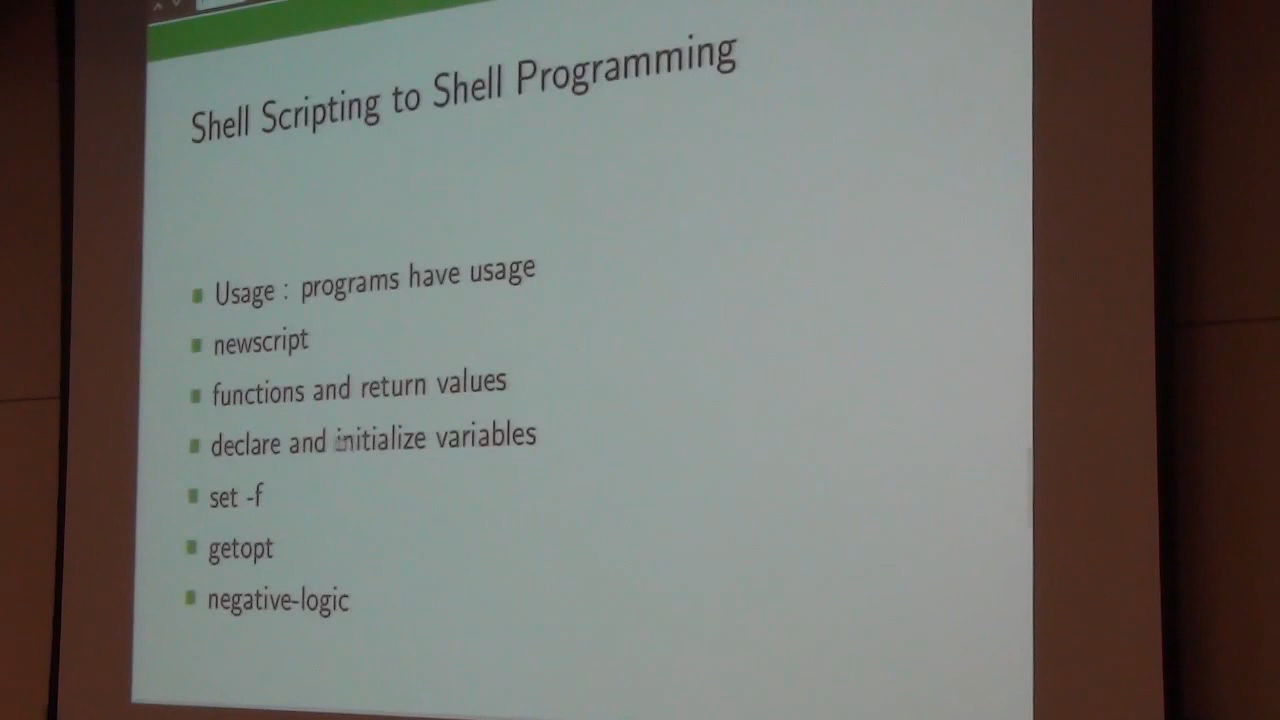 Shell Scripting to Shell Programming
Usage : programs have usage
newscript
functions and return values
declare and initialize variables
set -f
getopt
negative-logic